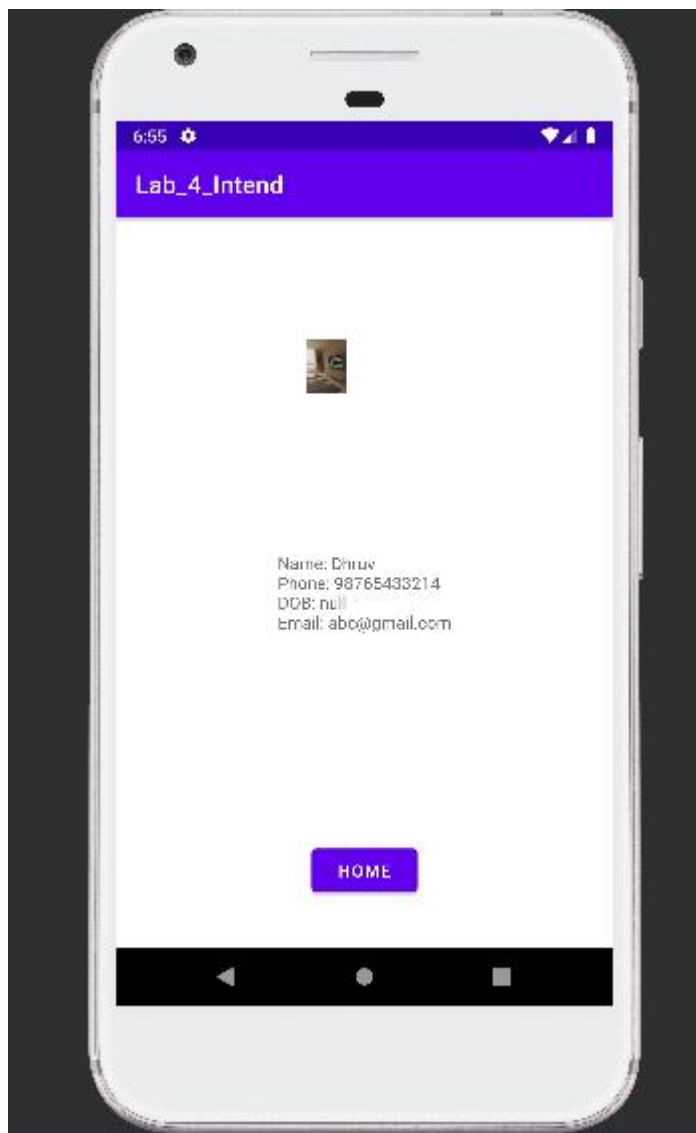 6:55
Lab_4_Intend
Name: Dhruv
Phone: 98765433214
DOB: null
Email: abc@gmail.com
HOME